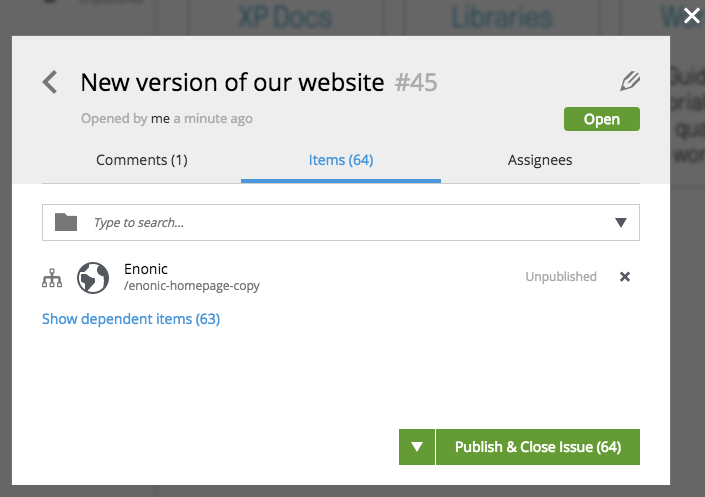 XP Docs
Libraries
New version of our website #45
Opened by me a minute ago
Open
Comments (1)
Items (64)
Assignees
Type to search...
Enonic
/enonic-homepage-copy
Unpublished
Show dependent items (63)
Publish & Close Issue (64)